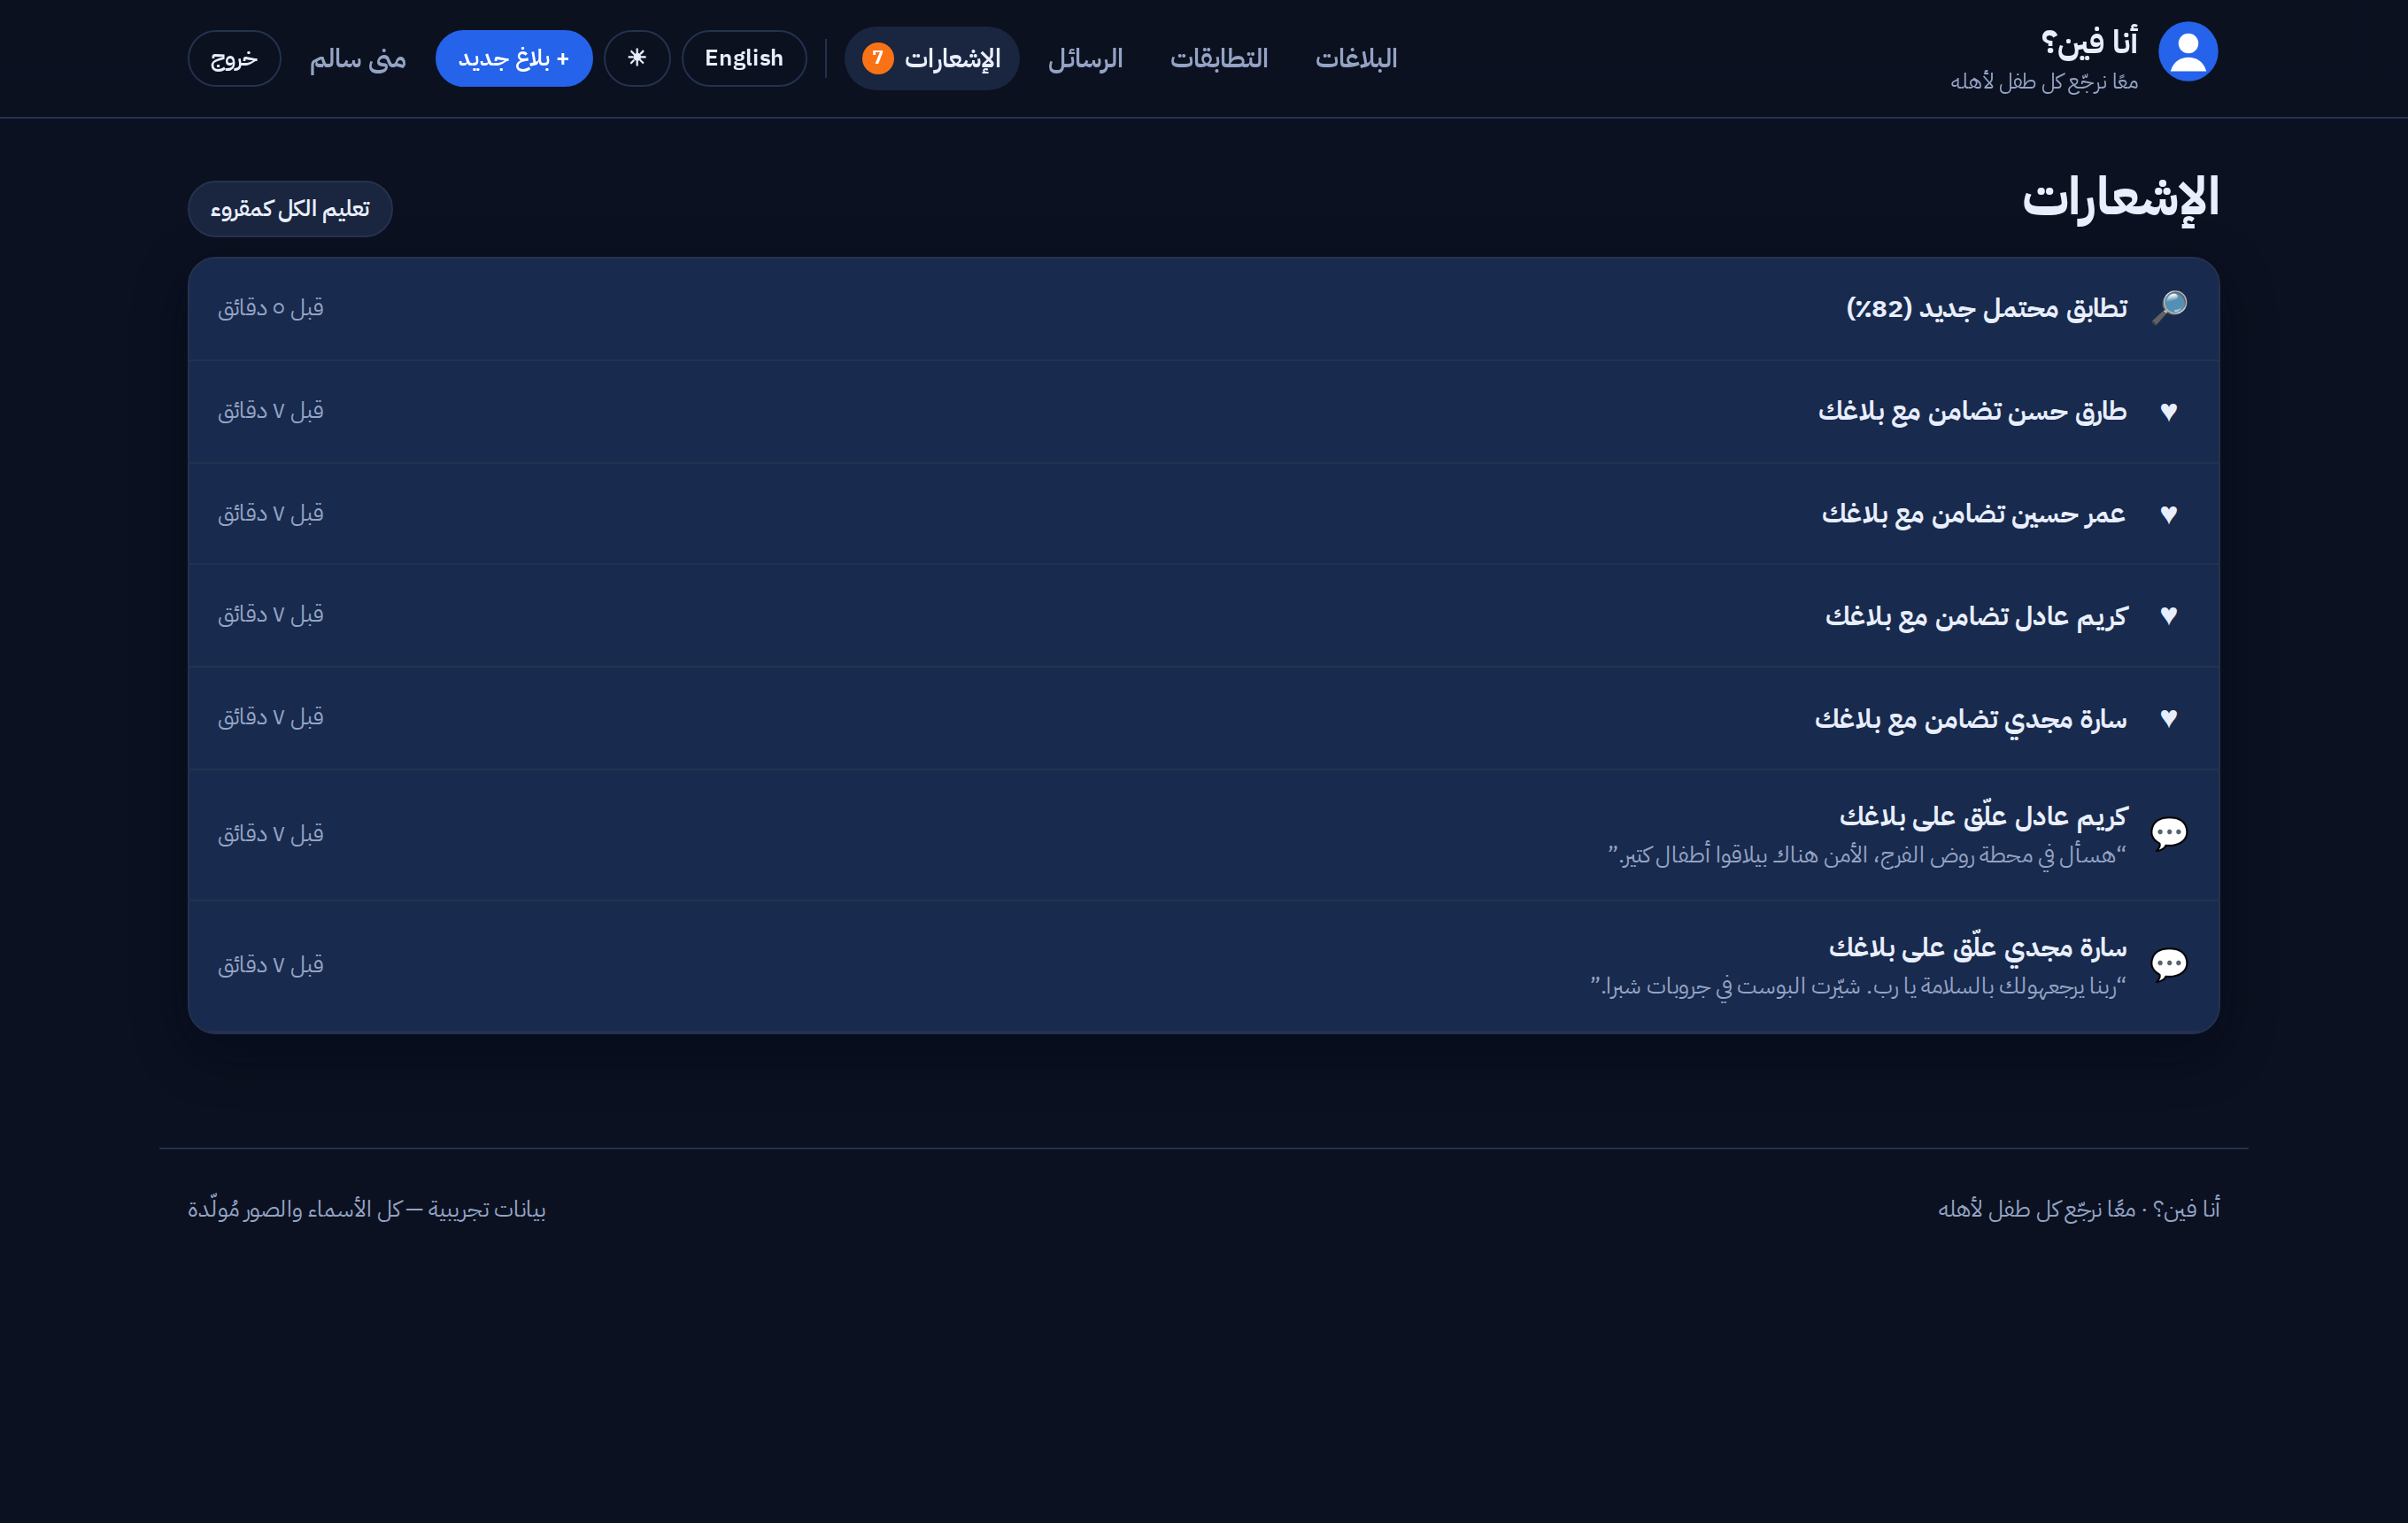 أنا فين؟
معًا نرجّع كل طفل لأهله
البلاغات
التطابقات
الرسائل
الإشعارات 7
English
+ بلاغ جديد
منى سالم
خروج
الإشعارات
تعليم الكل كمقروء
تطابق محتمل جديد (82٪)
قبل ٥ دقائق
طارق حسن تضامن مع بلاغك
قبل ٧ دقائق
عمر حسين تضامن مع بلاغك
قبل ٧ دقائق
كريم عادل تضامن مع بلاغك
قبل ٧ دقائق
سارة مجدي تضامن مع بلاغك
قبل ٧ دقائق
كريم عادل علّق على بلاغك
“هسأل في محطة روض الفرج، الأمن هناك بيلاقوا أطفال كتير.”
قبل ٧ دقائق
سارة مجدي علّق على بلاغك
“ربنا يرجعهولك بالسلامة يا رب. شيّرت البوست في جروبات شبرا.”
قبل ٧ دقائق
أنا فين؟ · معًا نرجّع كل طفل لأهله
بيانات تجريبية — كل الأسماء والصور مُولّدة